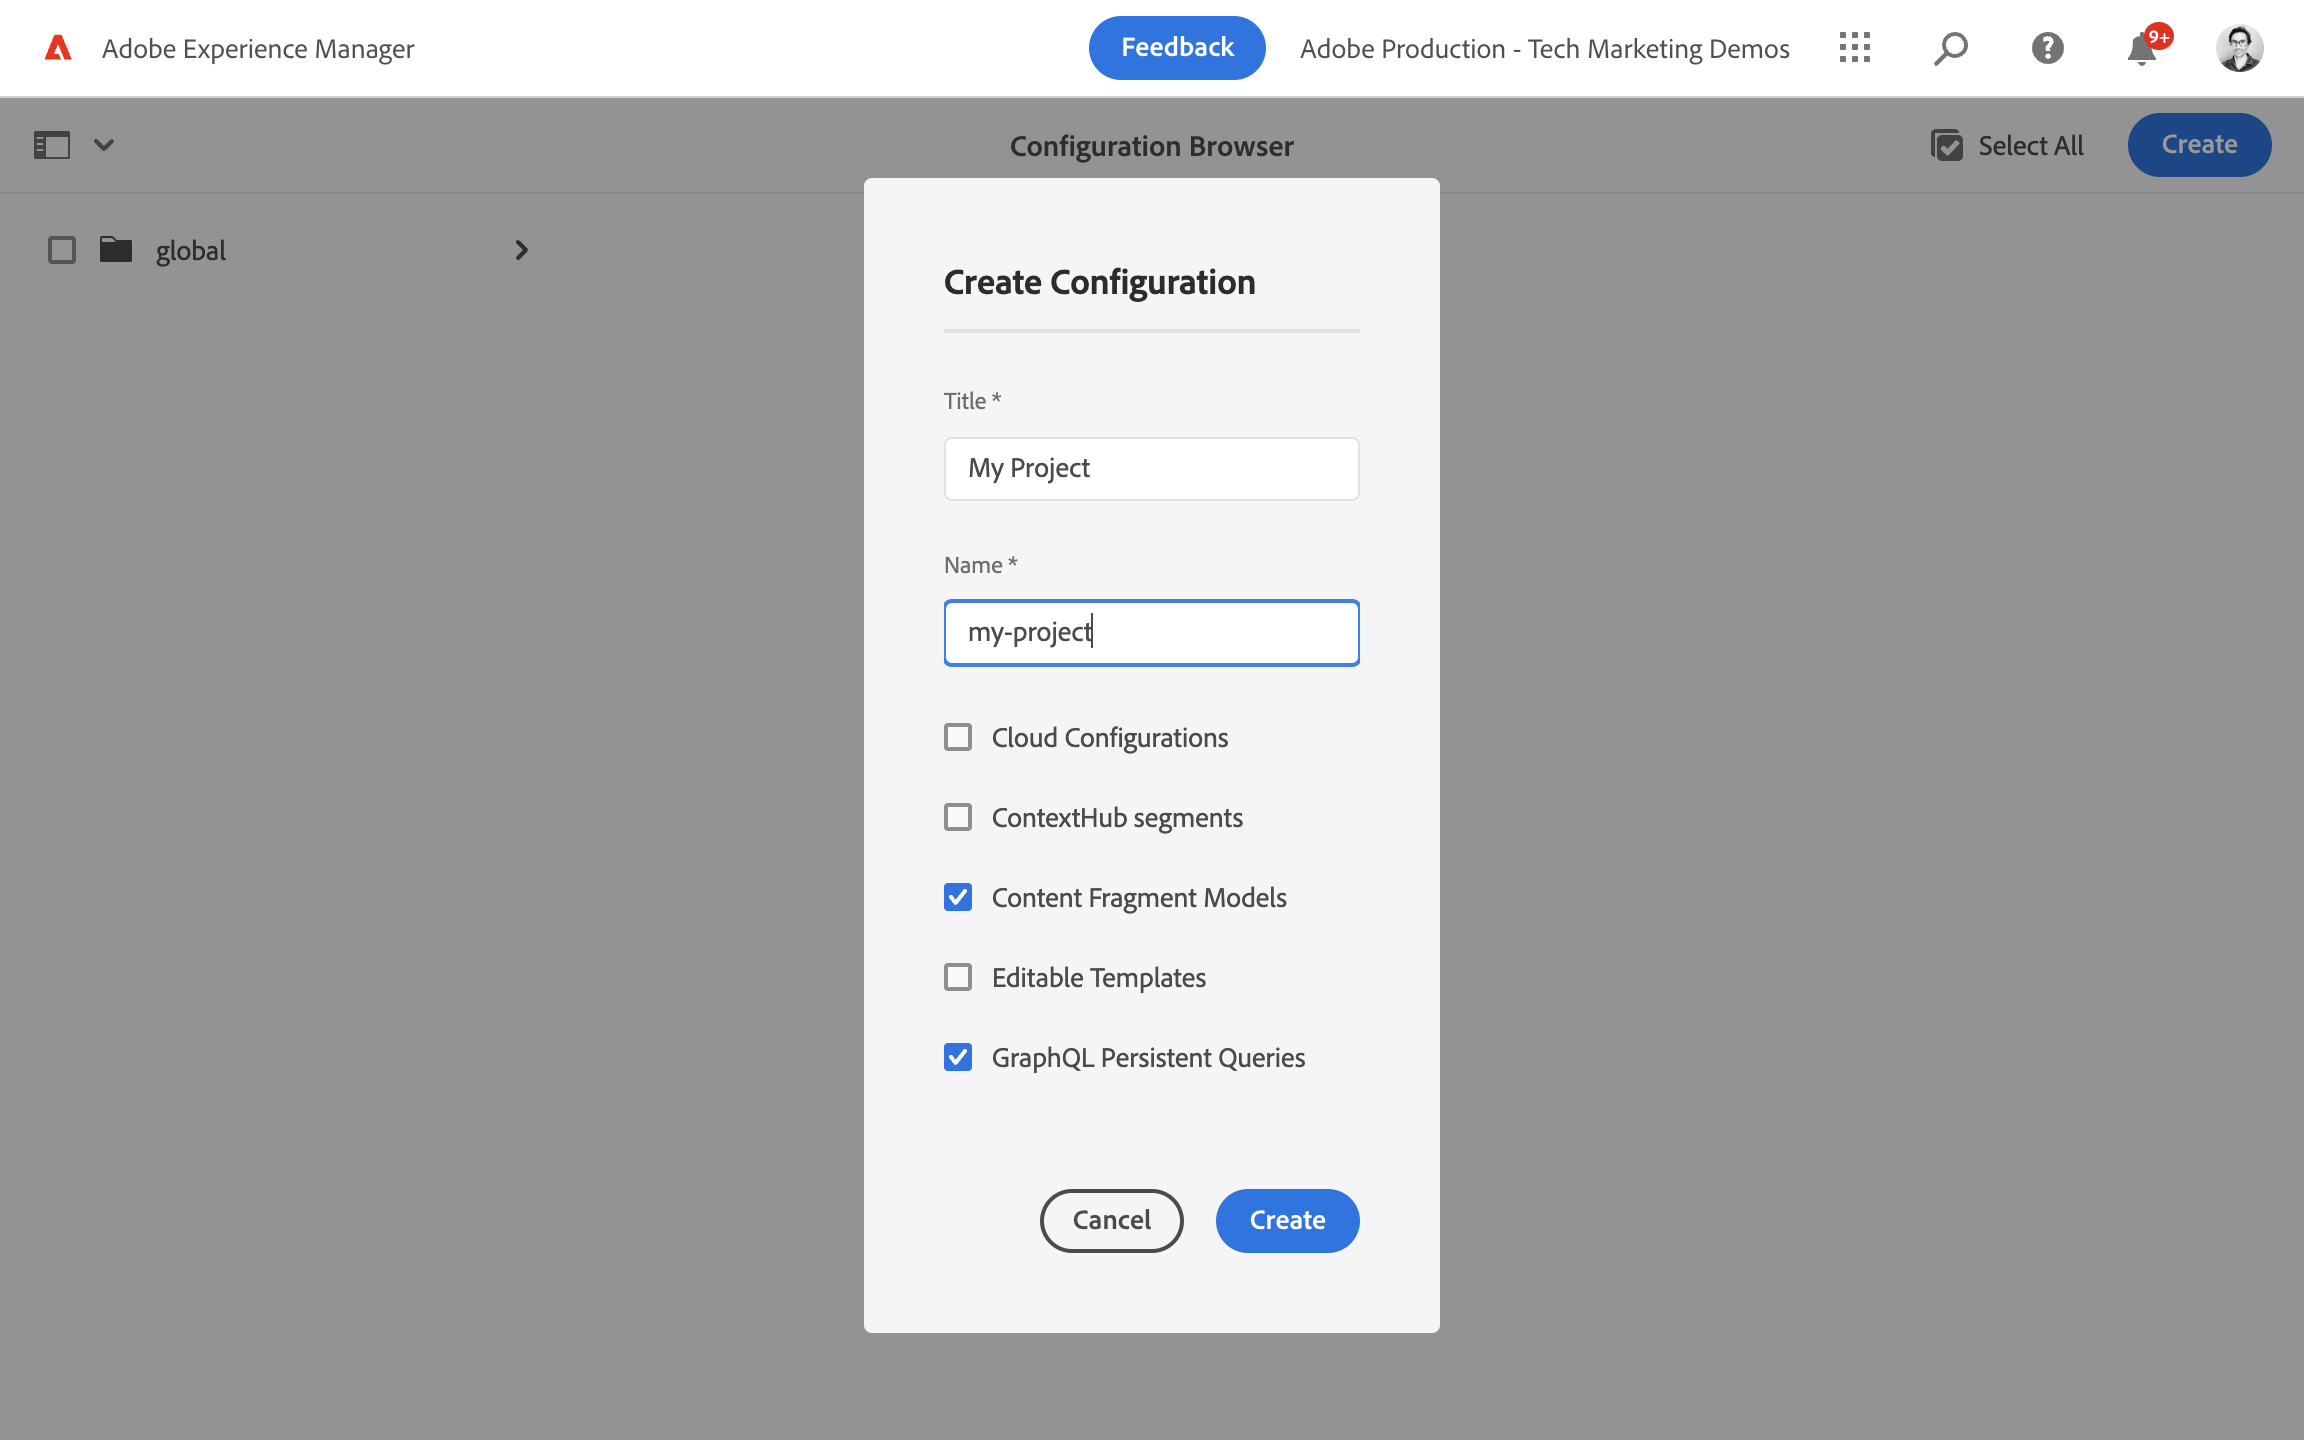 Adobe Experience Manager
Feedback
Adobe Production - Tech Marketing Demos
9+
Configuration Browser
Select All
Create
global
Create Configuration
Title *
My Project
Name *
my-project
Cloud Configurations
ContextHub segments
Content Fragment Models
Editable Templates
GraphQL Persistent Queries
Cancel
Create